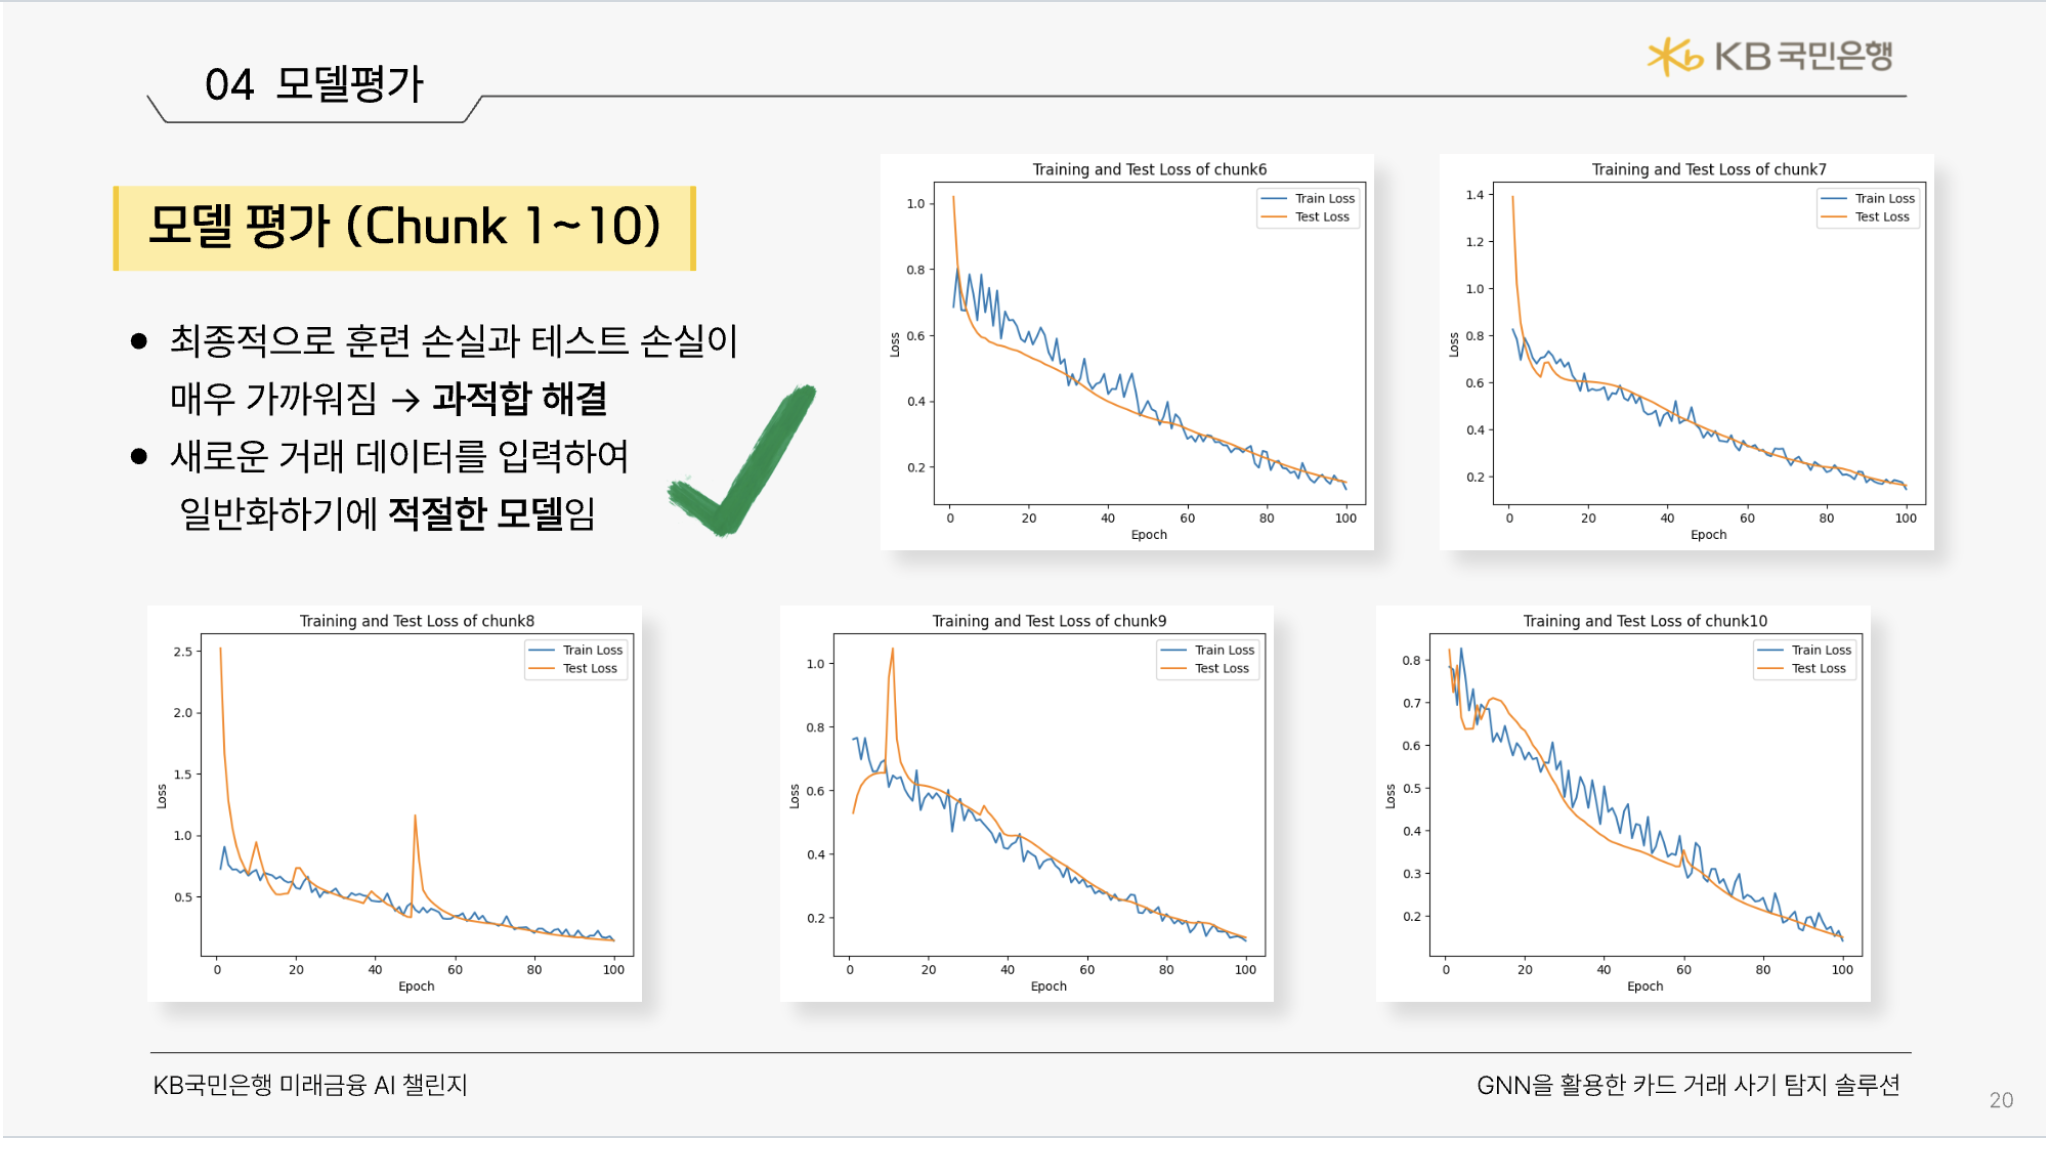 04 모델평가
KB국민은행
모델 평가 (Chunk 1~10)
● 최종적으로 훈련 손실과 테스트 손실이
매우 가까워짐 → 과적합 해결
● 새로운 거래 데이터를 입력하여
일반화하기에 적절한 모델임
Training and Test Loss of chunk6
Train Loss
Test Loss
1.0
0.8
0.6
0.4
0.2
Loss
0 20 40 60 80 100
Epoch
Training and Test Loss of chunk7
Train Loss
Test Loss
1.4
1.2
1.0
0.8
0.6
0.4
0.2
Loss
0 20 40 60 80 100
Epoch
Training and Test Loss of chunk8
Train Loss
Test Loss
2.5
2.0
1.5
1.0
0.5
Loss
0 20 40 60 80 100
Epoch
Training and Test Loss of chunk9
Train Loss
Test Loss
1.0
0.8
0.6
0.4
0.2
Loss
0 20 40 60 80 100
Epoch
Training and Test Loss of chunk10
Train Loss
Test Loss
0.8
0.7
0.6
0.5
0.4
0.3
0.2
Loss
0 20 40 60 80 100
Epoch
KB국민은행 미래금융 AI 챌린지
GNN을 활용한 카드 거래 사기 탐지 솔루션
20